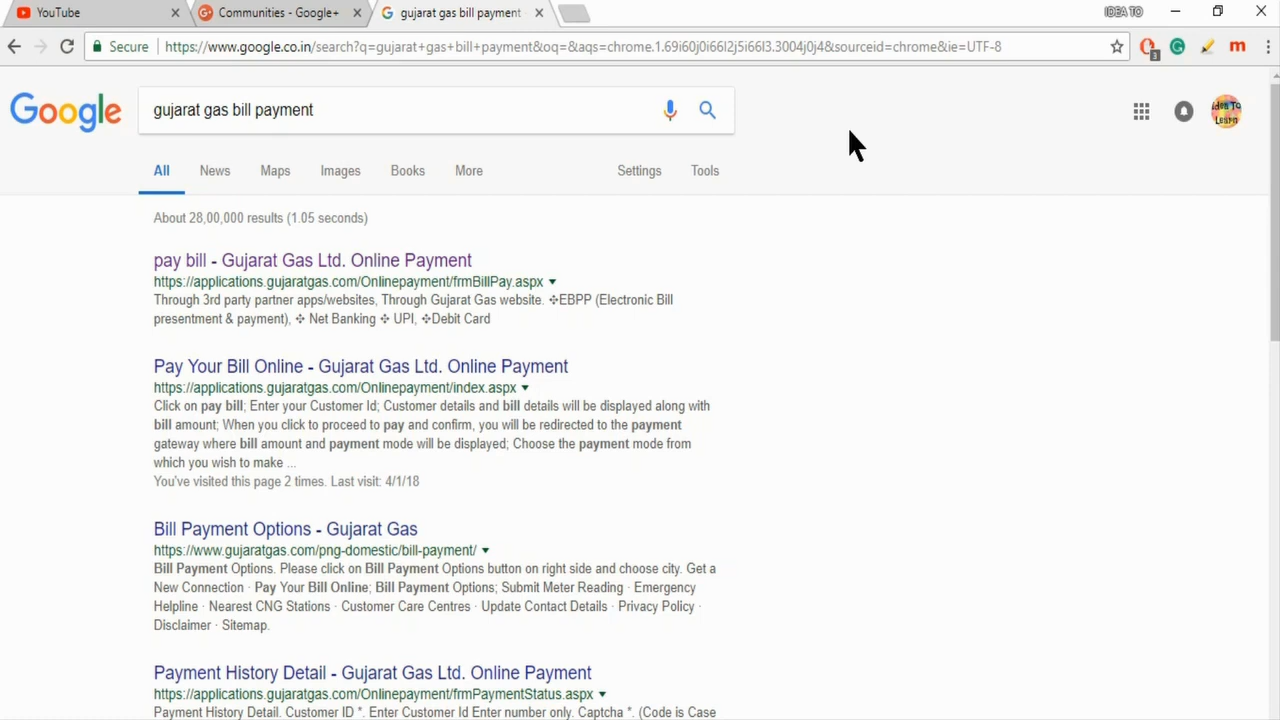 YouTube
Communities - Google+
gujarat gas bill payment
IDEA TO
Secure
https://www.google.co.in/search?q=gujarat+gas+bill+payment&oq=&aqs=chrome.1.69i60j0i66l2j5i66l3.3004j0j4&sourceid=chrome&ie=UTF-8
3
m
Google
gujarat gas bill payment
Idea To
Learn
All
News
Maps
Images
Books
More
Settings
Tools
About 28,00,000 results (1.05 seconds)
pay bill - Gujarat Gas Ltd. Online Payment
https://applications.gujaratgas.com/Onlinepayment/frmBillPay.aspx
Through 3rd party partner apps/websites, Through Gujarat Gas website. ✣EBPP (Electronic Bill
presentment & payment), ✣ Net Banking ✣ UPI, ✣Debit Card
Pay Your Bill Online - Gujarat Gas Ltd. Online Payment
https://applications.gujaratgas.com/Onlinepayment/index.aspx
Click on pay bill; Enter your Customer Id; Customer details and bill details will be displayed along with
bill amount; When you click to proceed to pay and confirm, you will be redirected to the payment
gateway where bill amount and payment mode will be displayed; Choose the payment mode from
which you wish to make ...
You've visited this page 2 times. Last visit: 4/1/18
Bill Payment Options - Gujarat Gas
https://www.gujaratgas.com/png-domestic/bill-payment/
Bill Payment Options. Please click on Bill Payment Options button on right side and choose city. Get a
New Connection · Pay Your Bill Online; Bill Payment Options; Submit Meter Reading · Emergency
Helpline · Nearest CNG Stations · Customer Care Centres · Update Contact Details · Privacy Policy ·
Disclaimer · Sitemap.
Payment History Detail - Gujarat Gas Ltd. Online Payment
https://applications.gujaratgas.com/Onlinepayment/frmPaymentStatus.aspx
Payment History Detail. Customer ID *. Enter Customer Id Enter number only. Captcha *. (Code is Case